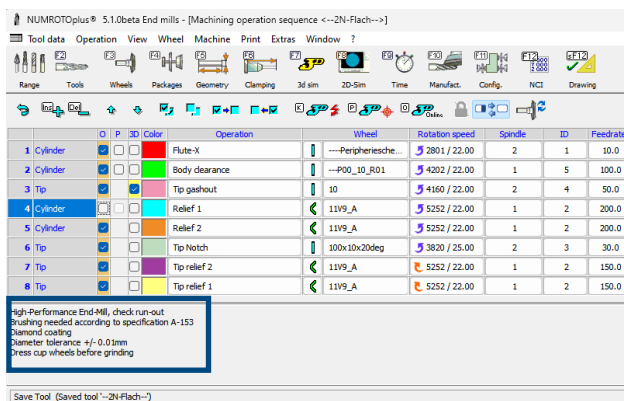 NUMROTOplus® 5.1.0beta End mills - [Machining operation sequence <--2N-Flach-->]
Tool data Operation View Wheel Machine Print Extras Window ?
F2 F3 F4 F5 F6 F7 F8 F9 F10 F11 F12 sF12
Range Tools Wheels Packages Geometry Clamping 3d sim 2D-Sim Time Manufact. Config. NCI Drawing
Ins Del K P O Online
O P 3D Color Operation Wheel Rotation speed Spindle ID Feedrate
1 Cylinder Flute-X ----Peripheriesche... 2801 / 22.00 2 1 10.0
2 Cylinder Body clearance ---P00_10_R01 4202 / 22.00 1 5 100.0
3 Tip Tip gashout 10 4160 / 22.00 2 4 50.0
4 Cylinder Relief 1 11V9_A 5252 / 22.00 1 2 200.0
5 Cylinder Relief 2 11V9_A 5252 / 22.00 1 2 200.0
6 Tip Tip Notch 100x10x20deg 3820 / 25.00 2 3 30.0
7 Tip Tip relief 2 11V9_A 5252 / 22.00 1 2 150.0
8 Tip Tip relief 1 11V9_A 5252 / 22.00 1 2 150.0
High-Performance End-Mill, check run-out
Brushing needed according to specification A-153
Diamond coating
Diameter tolerance +/-0.01mm
Dress cup wheels before grinding
Save Tool (Saved tool '--2N-Flach--')